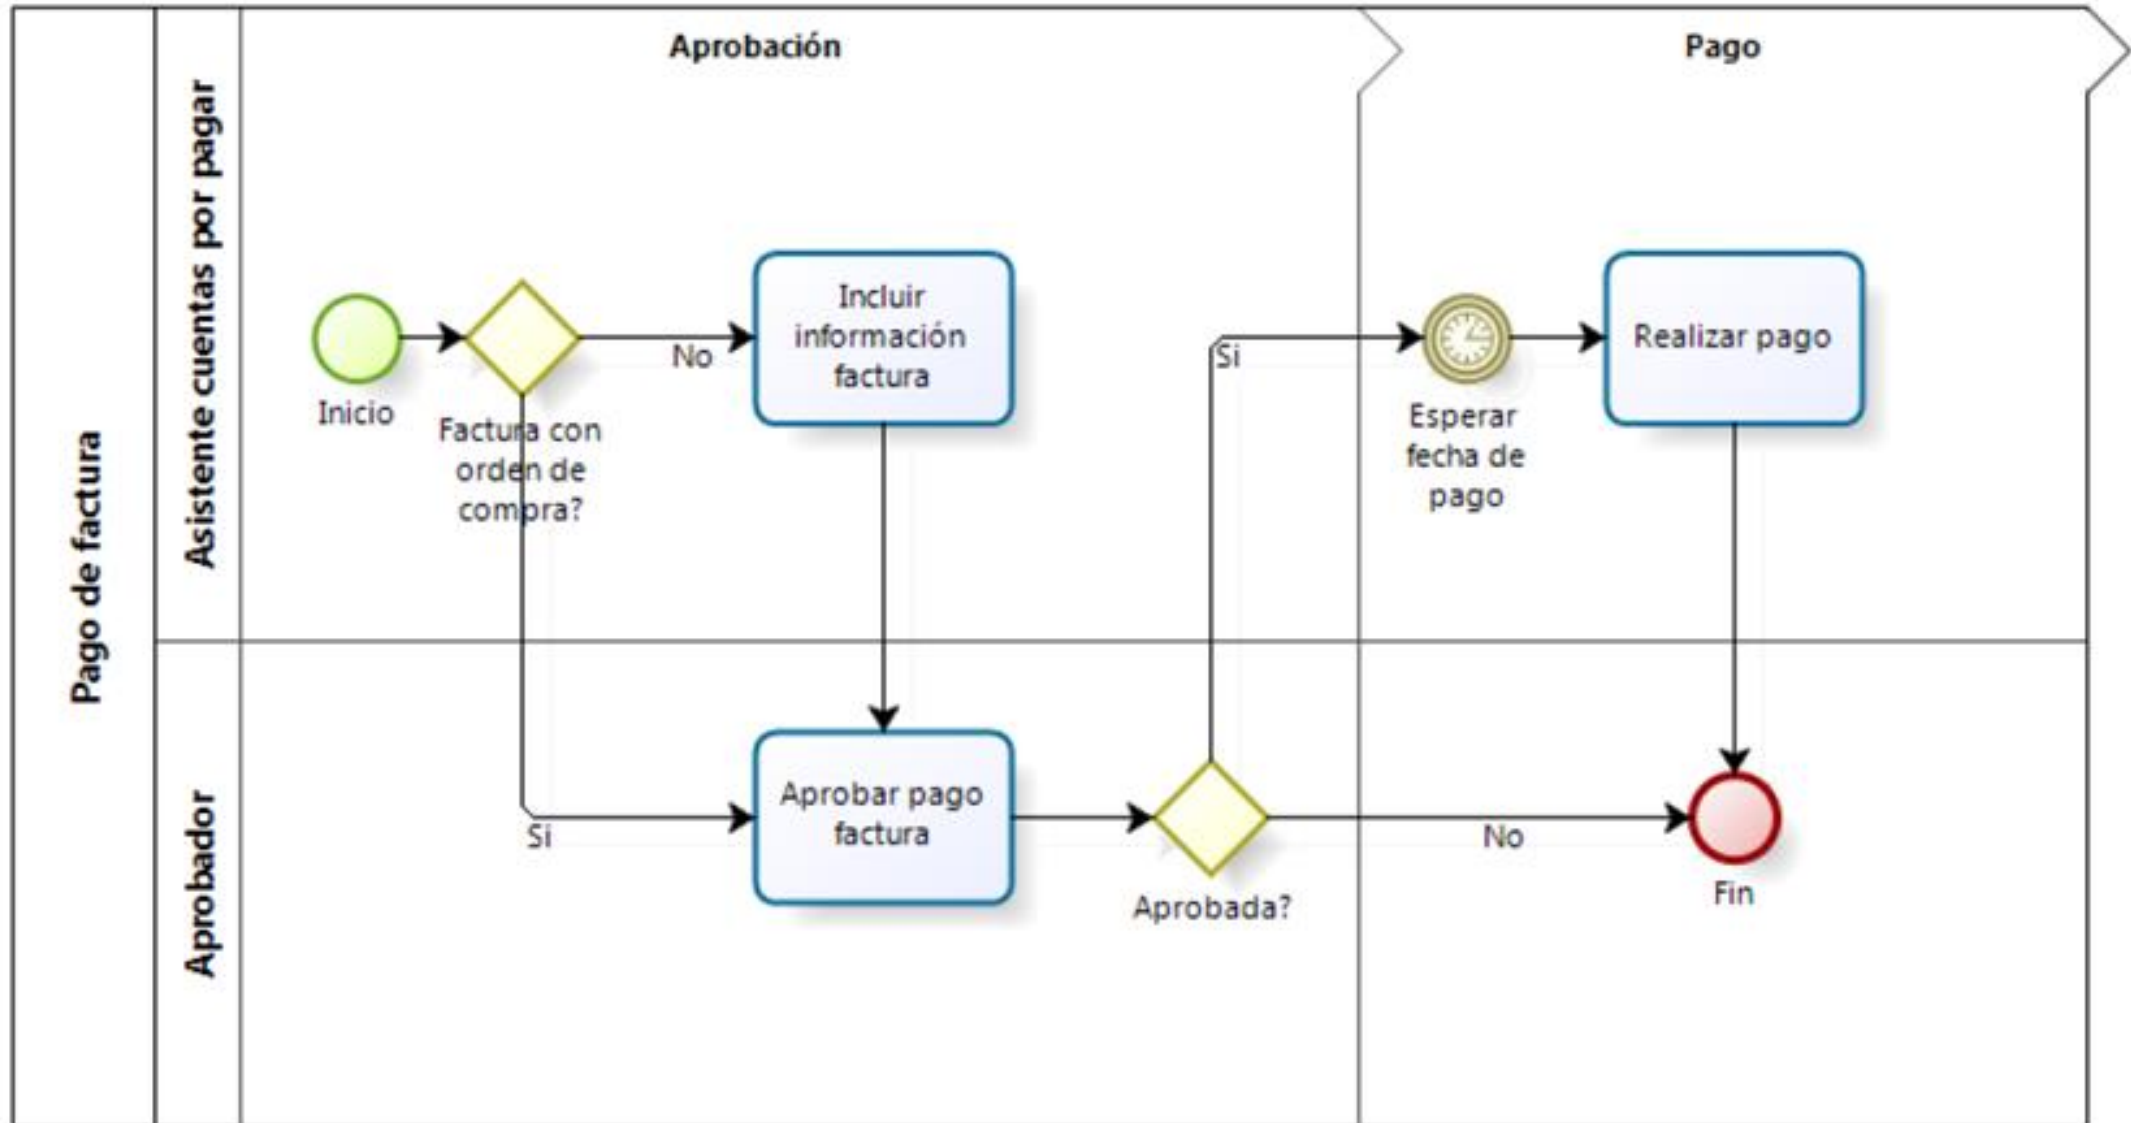 Pago de factura
Asistente cuentas por pagar
Aprobador
Aprobación
Pago
Inicio
Factura con
orden de
compra?
No
Incluir
información
factura
Si
Aprobar pago
factura
Aprobada?
Si
Esperar
fecha de
pago
Realizar pago
No
Fin